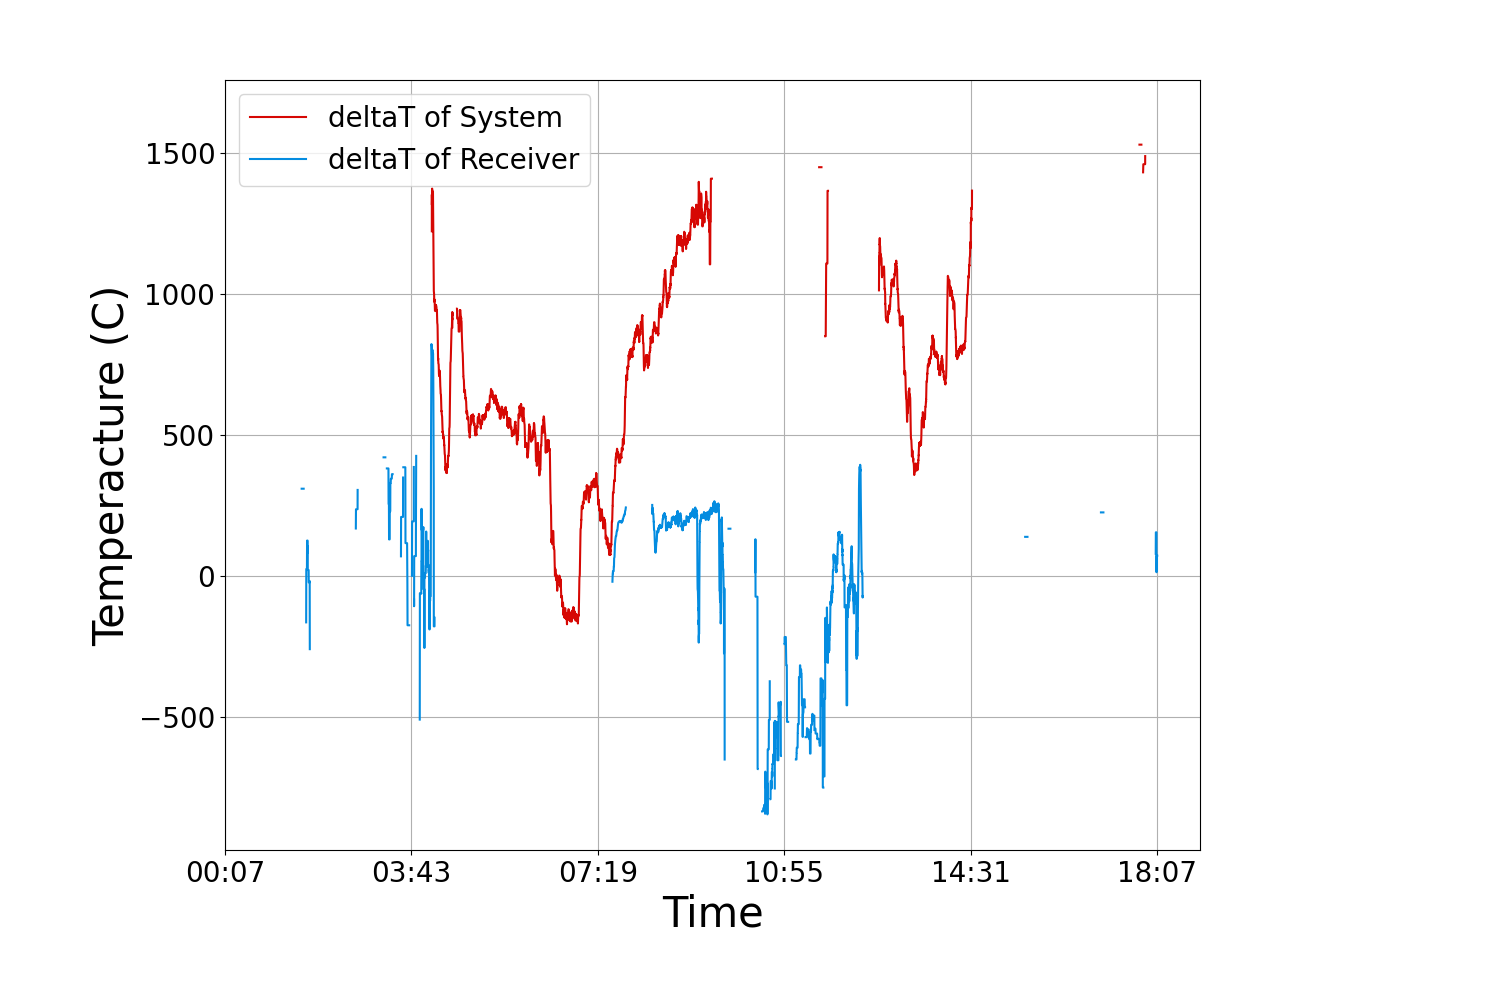 deltaT of System
deltaT of Receiver
1500
1000
500
0
−500
Temperacture (C)
00:07 03:43 07:19 10:55 14:31 18:07
Time